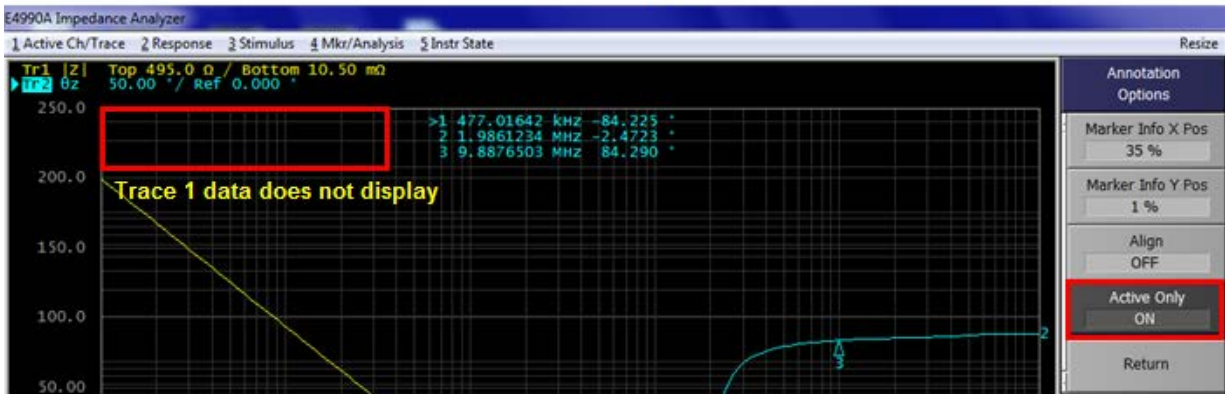 E4990A Impedance Analyzer
1 Active Ch/Trace 2 Response 3 Stimulus 4 Mkr/Analysis 5 Instr State Resize
Tr1 |Z| Top 495.0 Ω / Bottom 10.50 mΩ
Tr2 θz 50.00 °/ Ref 0.000 °
250.0
>1 477.01642 kHz -84.225 °
2 1.9861234 MHz -2.4723 °
3 9.8876503 MHz 84.290 °
200.0
Trace 1 data does not display
150.0
100.0
2
3
50.00
Annotation
Options
Marker Info X Pos
35 %
Marker Info Y Pos
1 %
Align
OFF
Active Only
ON
Return